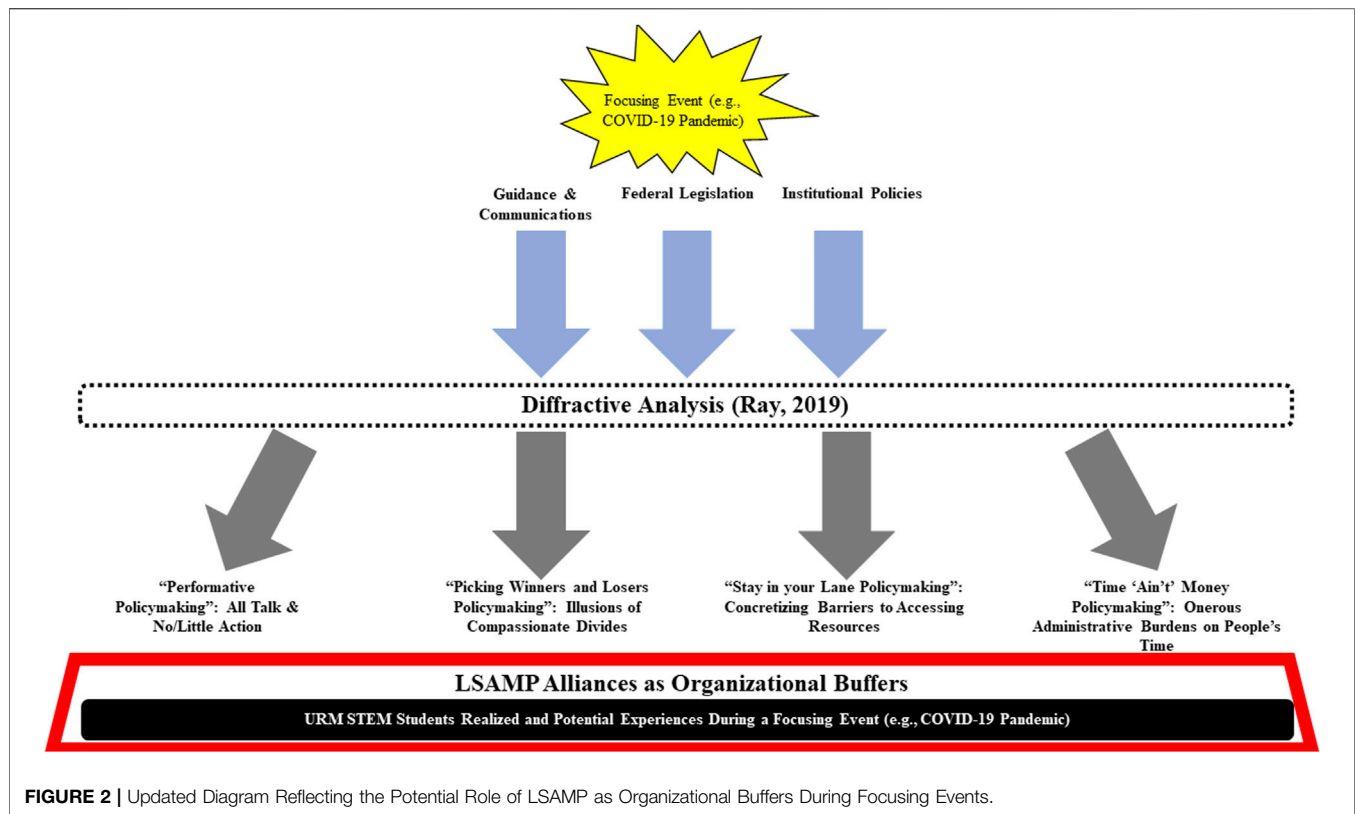 Focusing Event (e.g.,
COVID-19 Pandemic)
Guidance &
Communications
Federal Legislation
Institutional Policies
Diffractive Analysis (Ray, 2019)
“Performative
Policymaking”: All Talk &
No/Little Action
“Picking Winners and Losers
Policymaking”: Illusions of
Compassionate Divides
“Stay in your Lane Policymaking”:
Concretizing Barriers to Accessing
Resources
“Time ‘Ain’t’ Money
Policymaking”: Onerous
Administrative Burdens on People’s
Time
LSAMP Alliances as Organizational Buffers
URM STEM Students Realized and Potential Experiences During a Focusing Event (e.g., COVID-19 Pandemic)
FIGURE 2 | Updated Diagram Reflecting the Potential Role of LSAMP as Organizational Buffers During Focusing Events.